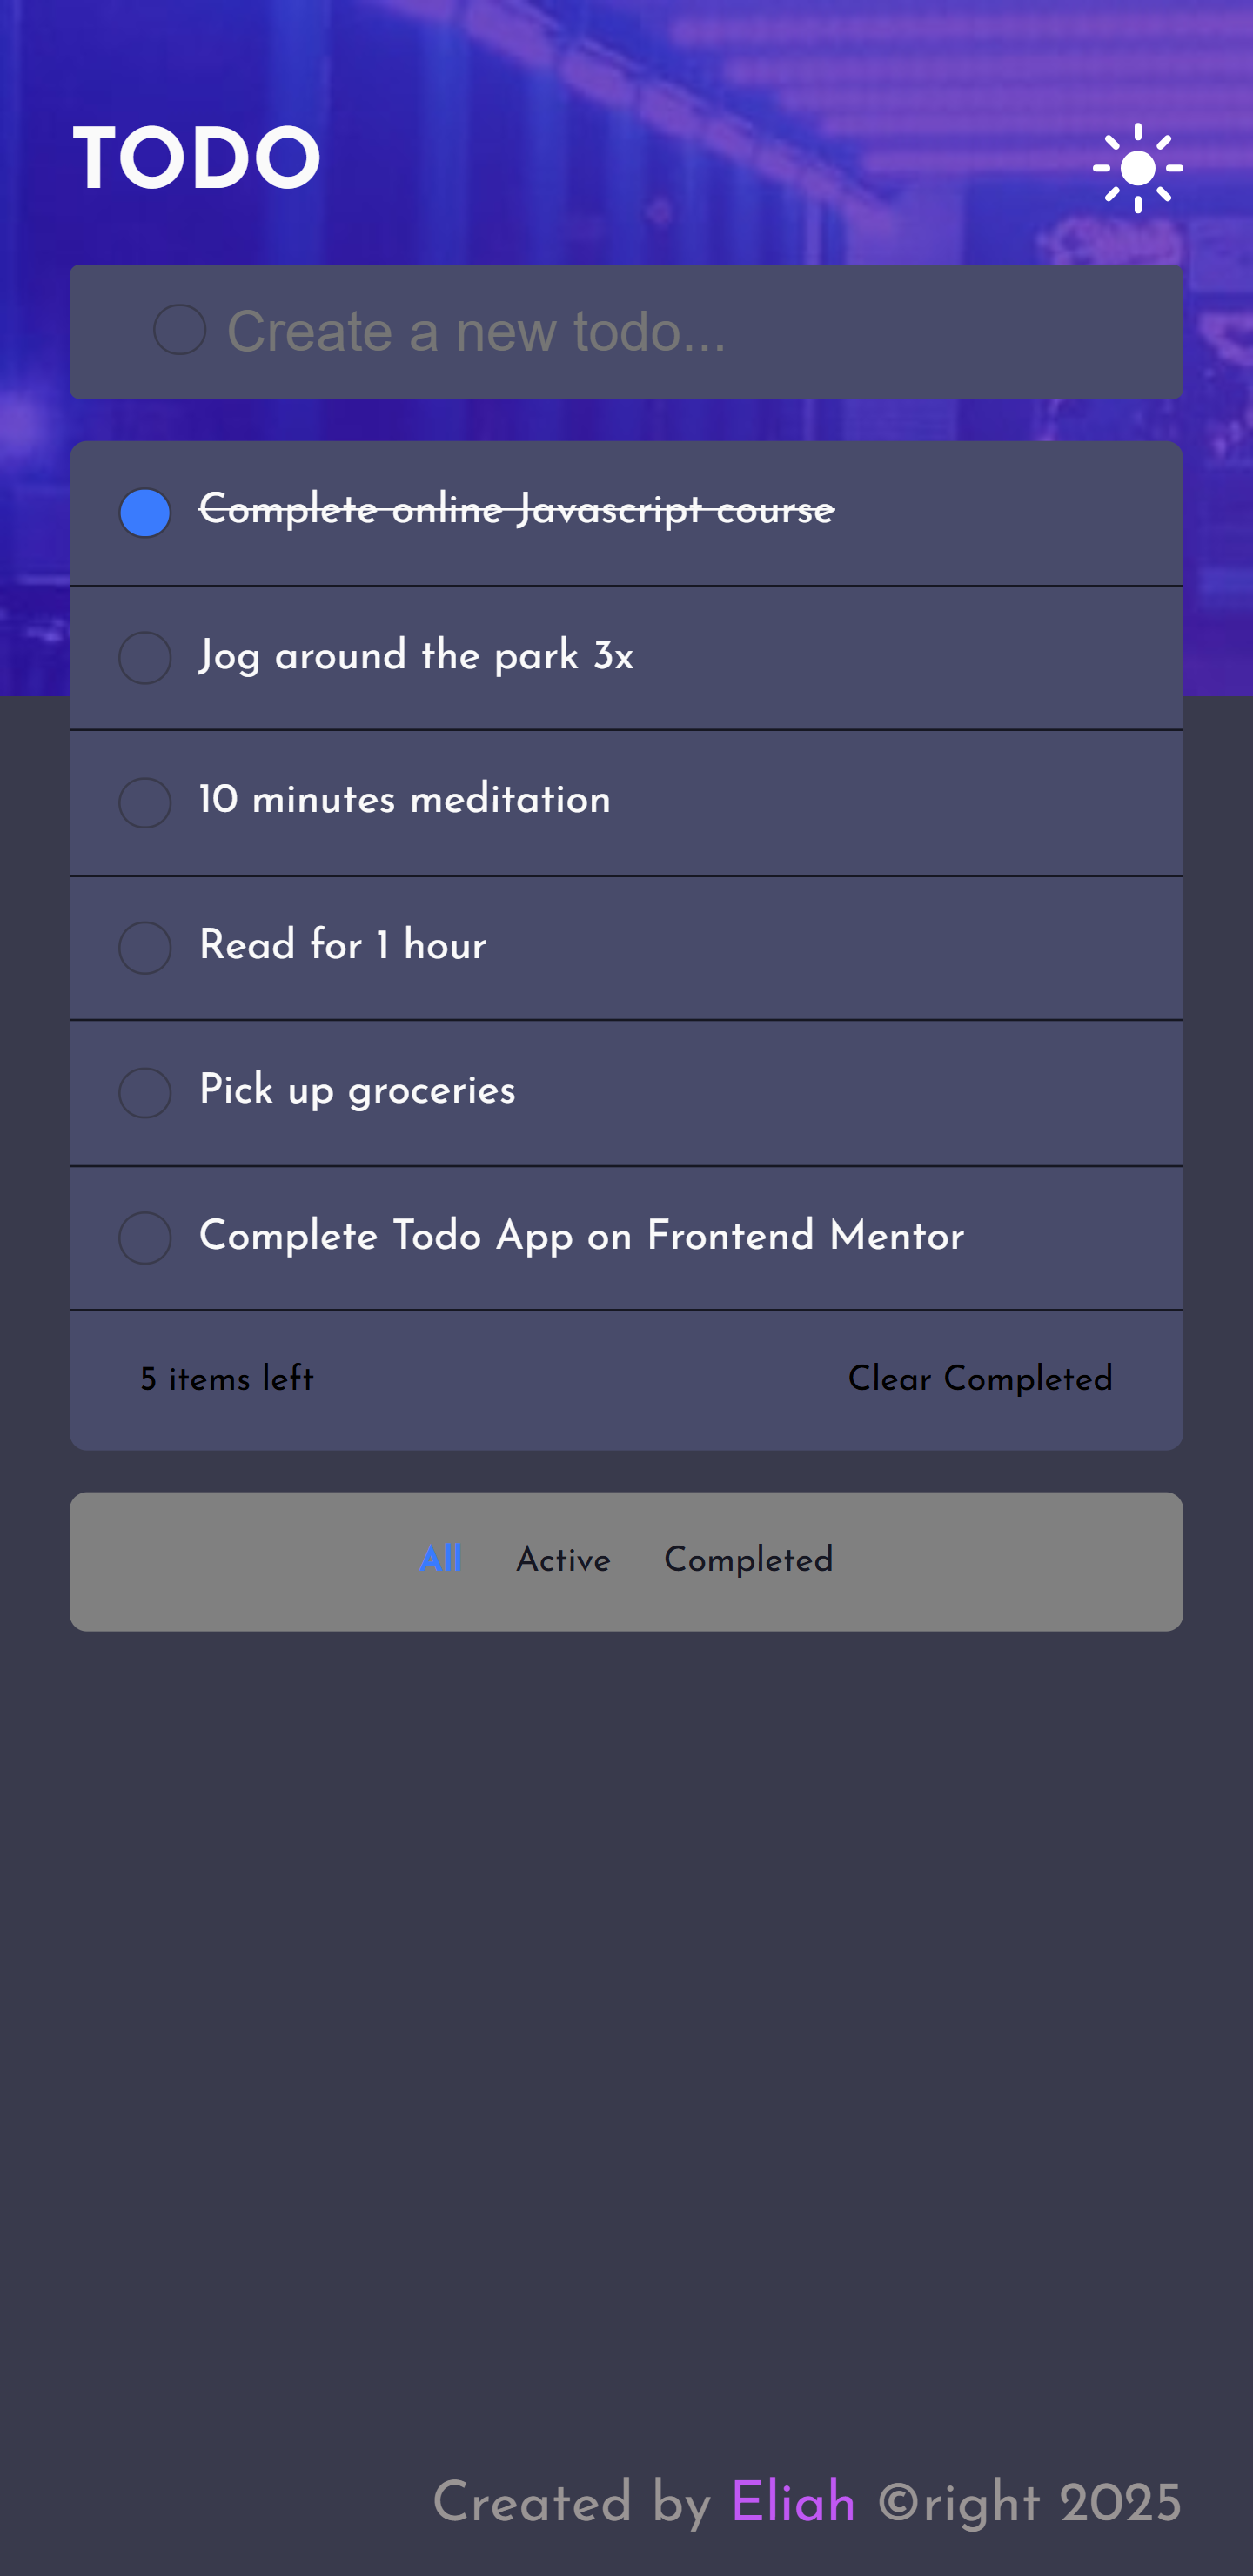 TODO
Create a new todo...
Complete online Javascript course
Jog around the park 3x
10 minutes meditation
Read for 1 hour
Pick up groceries
Complete Todo App on Frontend Mentor
5 items left Clear Completed
All Active Completed
Created by Eliah ©right 2025